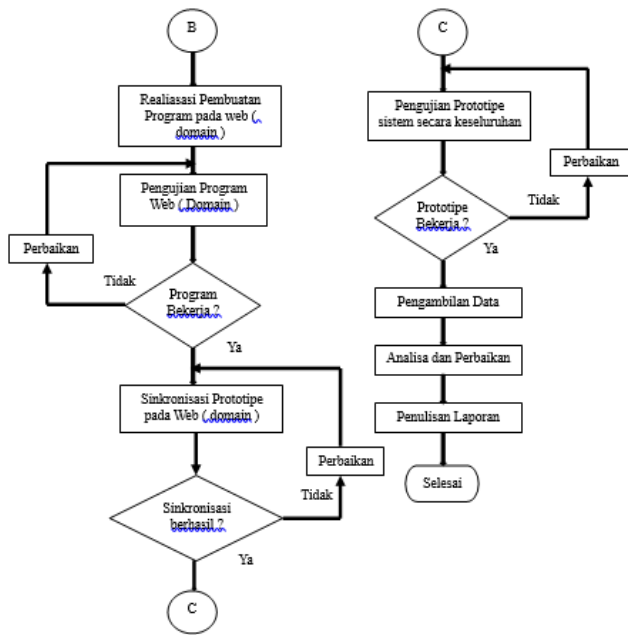 B
Realiasasi Pembuatan
Program pada web (.
domain )
Pengujian Program
Web ( Domain )
Perbaikan
Tidak
Program
Bekerja ?
Ya
Sinkronisasi Prototipe
pada Web ( domain )
Perbaikan
Tidak
Sinkronisasi
berhasil ?
Ya
C
C
Pengujian Prototipe
sistem secara keseluruhan
Perbaikan
Tidak
Prototipe
Bekerja ?
Ya
Pengambilan Data
Analisa dan Perbaikan
Penulisan Laporan
Selesai